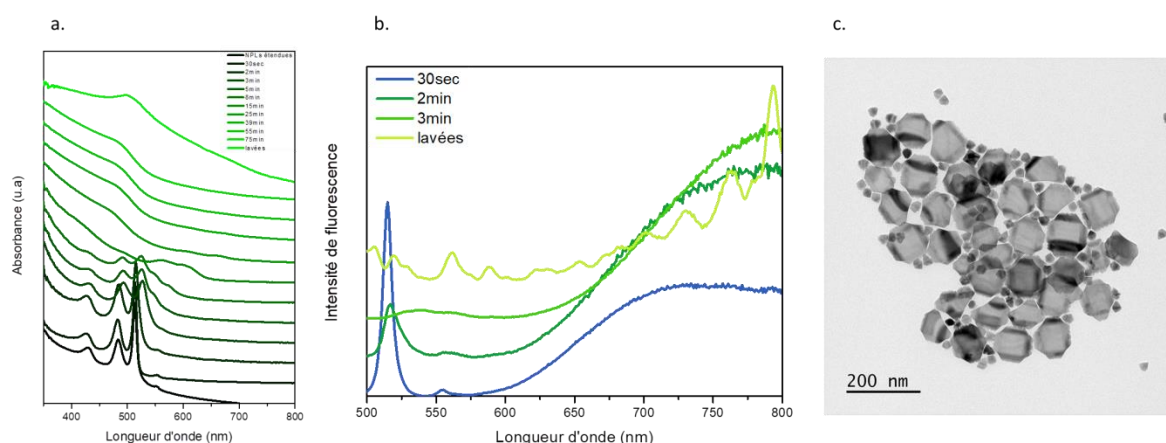 a.
b.
c.
Absorbance (u.a)
NPLs étendues
30sec
2min
3min
5min
6min
15min
25min
39min
55min
75min
lavées
400
500
600
700
800
Longueur d'onde (nm)
Intensité de fluorescence
30sec
2min
3min
lavées
500
550
600
650
700
750
800
Longueur d'onde (nm)
200 nm